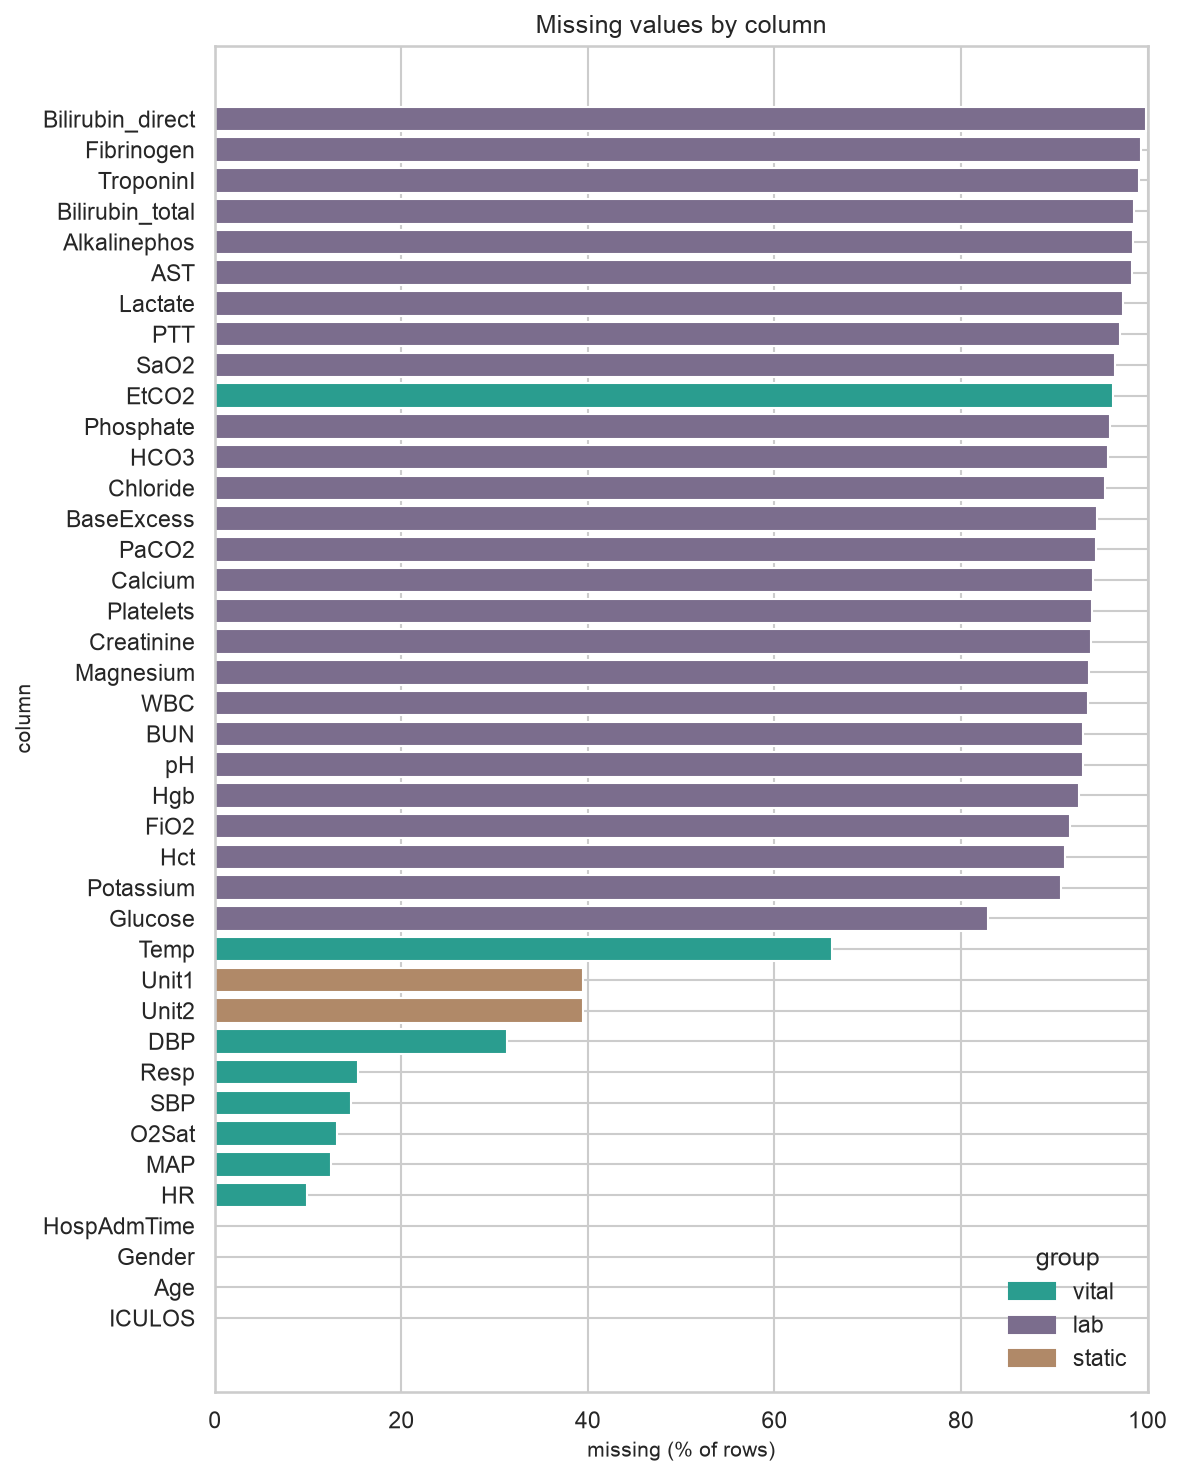 Missing values by column
Bilirubin_direct
Fibrinogen
TroponinI
Bilirubin_total
Alkalinephos
AST
Lactate
PTT
SaO2
EtCO2
Phosphate
HCO3
Chloride
BaseExcess
PaCO2
Calcium
Platelets
Creatinine
Magnesium
WBC
BUN
pH
Hgb
FiO2
Hct
Potassium
Glucose
Temp
Unit1
Unit2
DBP
Resp
SBP
O2Sat
MAP
HR
HospAdmTime
Gender
Age
ICULOS
column
group
vital
lab
static
0 20 40 60 80 100
missing (% of rows)